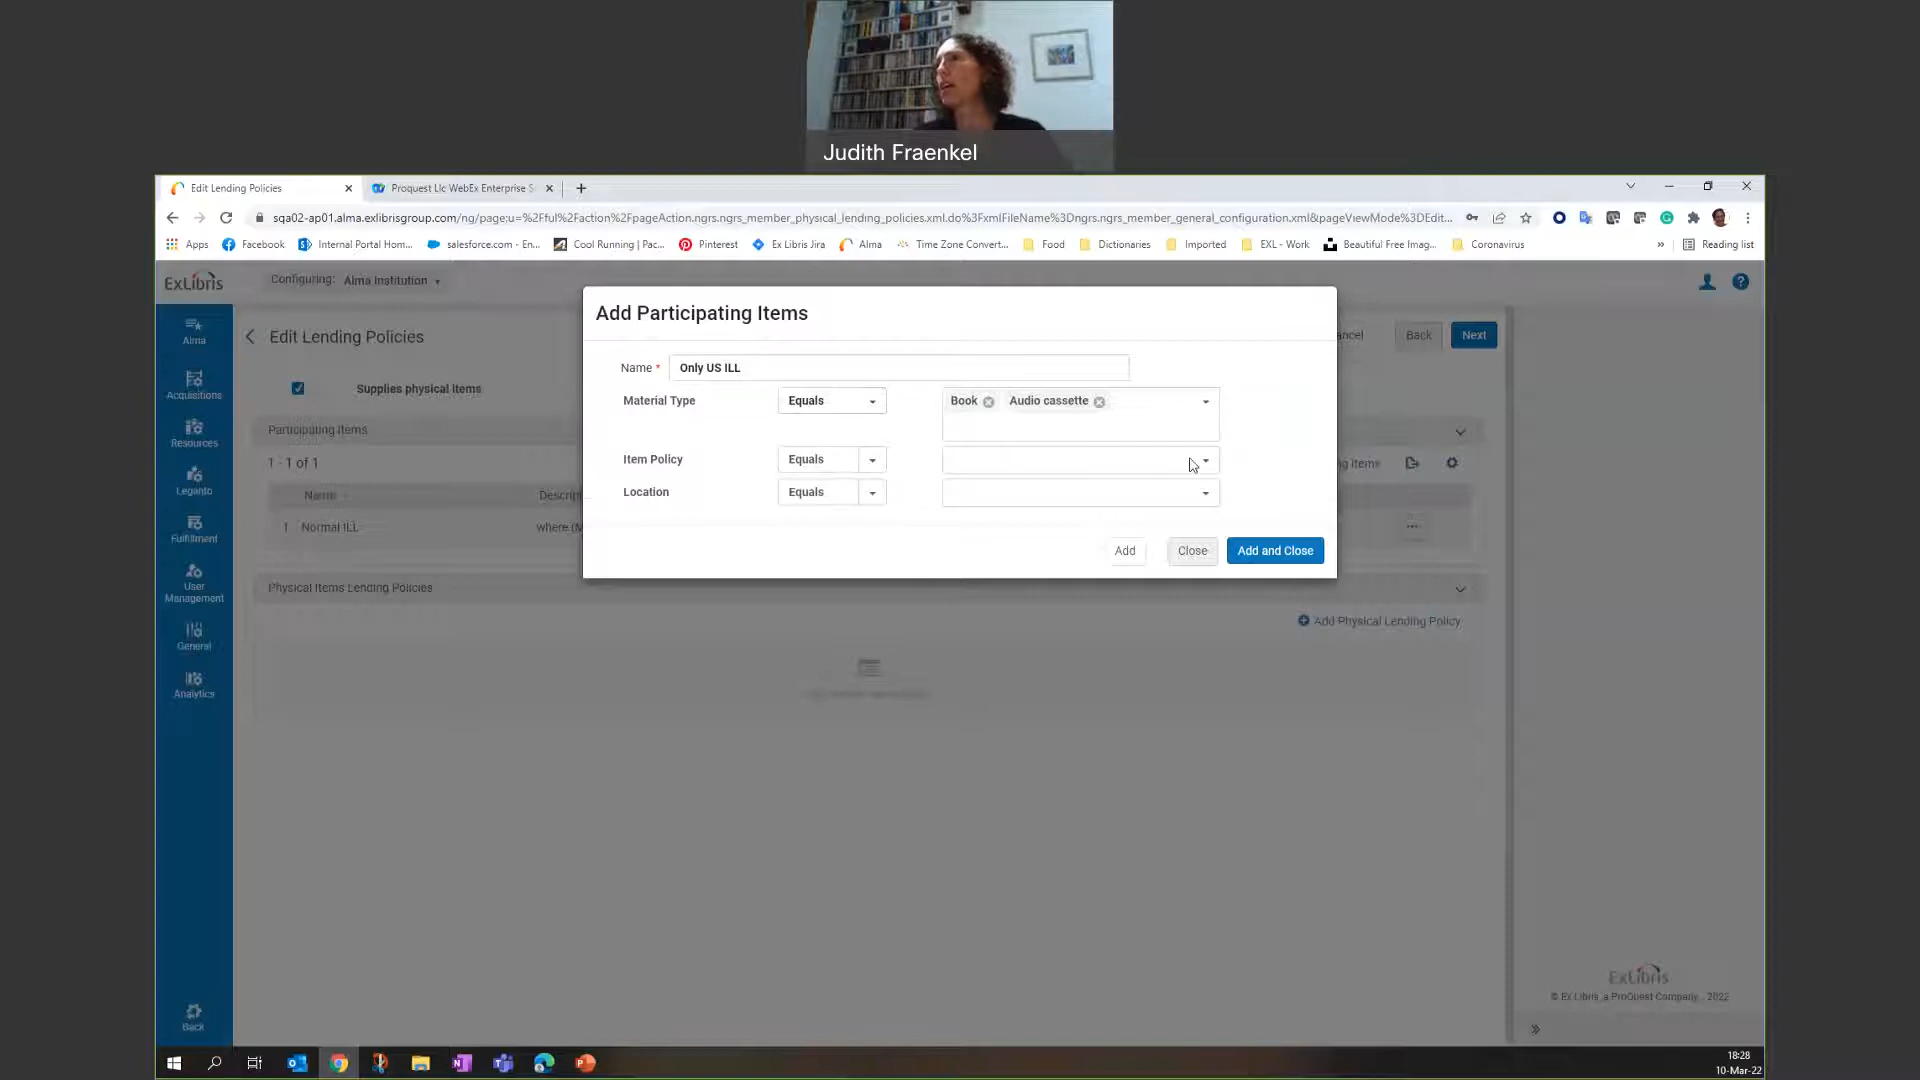 Judith Fraenkel
Edit Lending Policies
Proquest Llc WebEx Enterprise S
sqa02-ap01.alma.exlibrisgroup.com/ng/page;u=%2Fful%2Faction%2FpageAction.ngrs.ngrs_member_physical_lending_policies.xml.do%3FxmlFileName%3Dngrs.ngrs_member_general_configuration.xml&pageViewMode%3DEdit...
Apps Facebook Internal Portal Hom... salesforce.com - En... Cool Running | Pac... Pinterest Ex Libris Jira Alma Time Zone Convert... Food Dictionaries Imported EXL - Work Beautiful Free Imag... Coronavirus » Reading list
ExLibris Configuring: Alma Institution
Alma
Acquisitions
Resources
Leganto
Fulfillment
User
Management
General
Analytics
Back
Edit Lending Policies
ancel Back Next
Supplies physical items
Participating Items
1 - 1 of 1
ng Items
Name Descrip
1 Normal ILL where (M
Physical Items Lending Policies
Add Physical Lending Policy
Add Participating Items
Name * Only US ILL
Material Type Equals Book Audio cassette
Item Policy Equals
Location Equals
Add Close Add and Close
ExLibris
© Ex Libris, a ProQuest Company, 2022
18:28
10-Mar-22